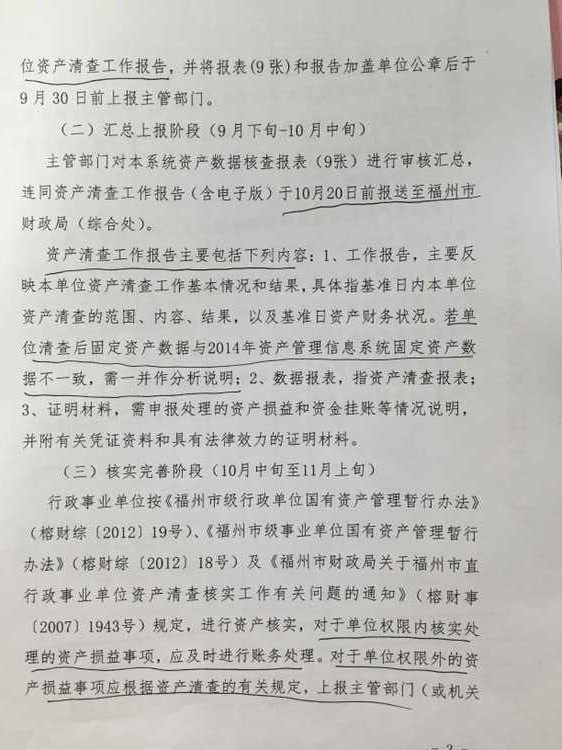 位资产清查工作报告，并将报表(9张)和报告加盖单位公章后于
9月30日前上报主管部门。
（二）汇总上报阶段（9月下旬-10月中旬）
主管部门对本系统资产数据核查报表（9张）进行审核汇总，
连同资产清查工作报告（含电子版）于10月20日前报送至福州市
财政局（综合处）。
资产清查工作报告主要包括下列内容：1、工作报告，主要反
映本单位资产清查工作基本情况和结果，具体指基准日内本单位
资产清查的范围、内容、结果，以及基准日资产财务状况。若单
位清查后固定资产数据与2014年资产管理信息系统固定资产数
据不一致，需一并作分析说明；2、数据报表，指资产清查报表；
3、证明材料，需申报处理的资产损益和资金挂账等情况说明，
并附有关凭证资料和具有法律效力的证明材料。
（三）核实完善阶段（10月中旬至11月上旬）
行政事业单位按《福州市级行政单位国有资产管理暂行办法》
（榕财综〔2012〕19号）、《福州市级事业单位国有资产管理暂行
办法》（榕财综〔2012〕18号）及《福州市财政局关于福州市直
行政事业单位资产清查核实工作有关问题的通知》（榕财事
〔2007〕1943号）规定，进行资产核实，对于单位权限内核实处
理的资产损益事项，应及时进行账务处理。对于单位权限外的资
产损益事项应根据资产清查的有关规定，上报主管部门（或机关
- 3 -